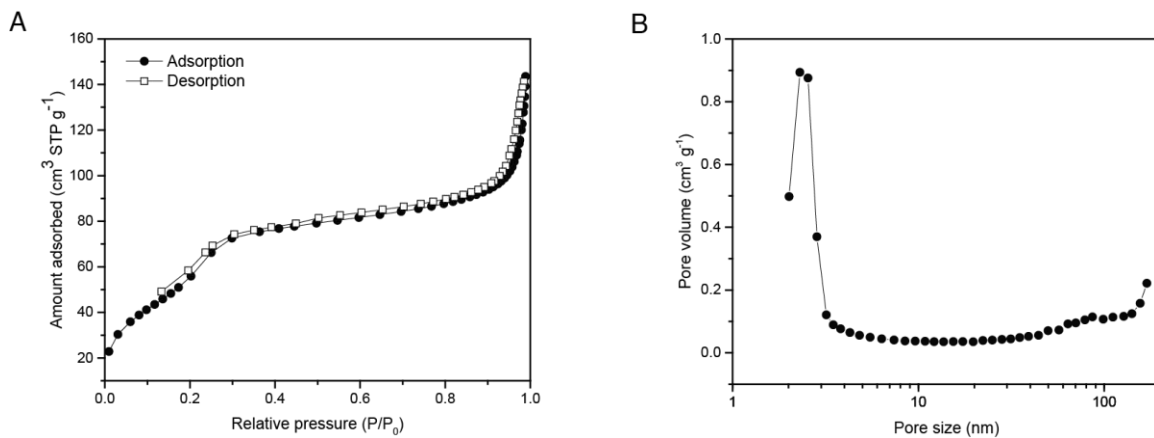 A
160
140
120
100
80
60
40
20
Amount adsorbed (cm³ STP g⁻¹)
Adsorption
Desorption
0.0 0.2 0.4 0.6 0.8 1.0
Relative pressure (P/P₀)
B
1.0
0.8
0.6
0.4
0.2
0.0
Pore volume (cm³ g⁻¹)
1 10 100
Pore size (nm)